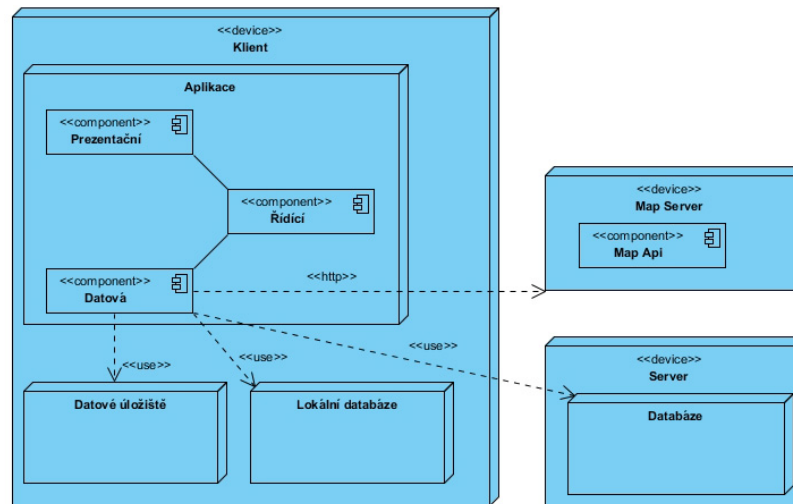 <<device>>
Klient
Aplikace
<<component>>
Prezentační
<<component>>
Řídící
<<component>>
Datová
<<http>>
<<device>>
Map Server
<<component>>
Map Api
<<use>>
<<use>>
<<use>>
Datové úložiště
Lokální databáze
<<device>>
Server
Databáze